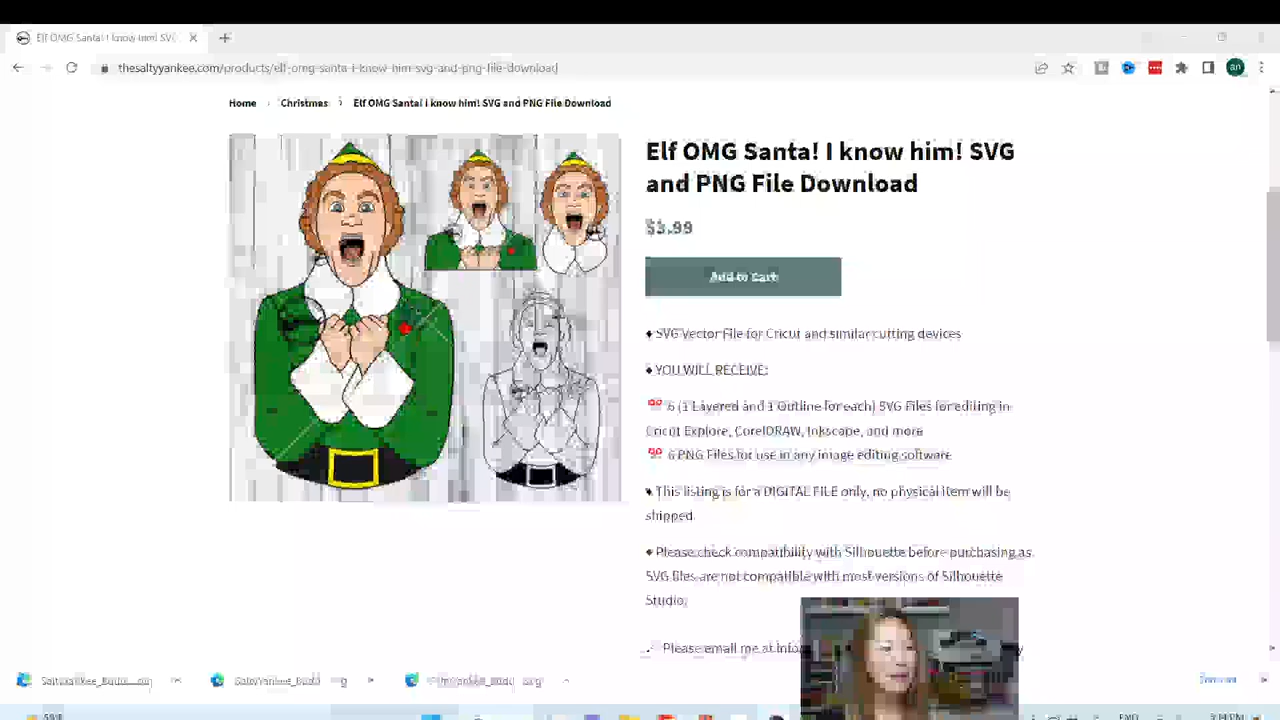 Elf OMG Santa! I know him! SVG
thesaltyyankee.com/products/elf-omg-santa-i-know-him-svg-and-png-file-download
an
Home › Christmas › Elf OMG Santa! I know him! SVG and PNG File Download
Elf OMG Santa! I know him! SVG
and PNG File Download
$3.99
Add to Cart
♦ SVG Vector File for Cricut and similar cutting devices
♦ YOU WILL RECEIVE:
6 (1 Layered and 1 Outline for each) SVG Files for editing in
Cricut Explore, CorelDRAW, Inkscape, and more
6 PNG Files for use in any image editing software
♦ This listing is for a DIGITAL FILE only, no physical item will be
shipped.
♦ Please check compatibility with Silhouette before purchasing as
SVG files are not compatible with most versions of Silhouette
Studio.
Please email me at